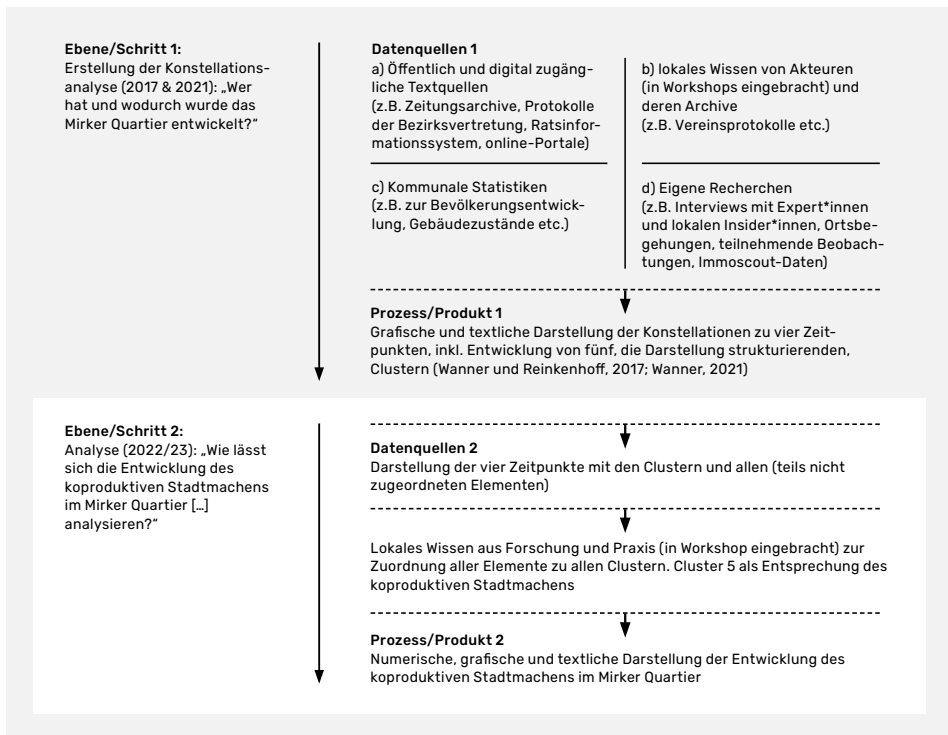 Ebene/Schritt 1:
Erstellung der Konstellations-
analyse (2017 & 2021): „Wer
hat und wodurch wurde das
Mirker Quartier entwickelt?“
Datenquellen 1
a) Öffentlich und digital zugäng-
liche Textquellen
(z.B. Zeitungsarchive, Protokolle
der Bezirksvertretung, Ratsinfor-
mationssystem, online-Portale)
b) lokales Wissen von Akteuren
(in Workshops eingebracht) und
deren Archive
(z.B. Vereinsprotokolle etc.)
c) Kommunale Statistiken
(z.B. zur Bevölkerungsentwick-
lung, Gebäudezustände etc.)
d) Eigene Recherchen
(z.B. Interviews mit Expert*innen
und lokalen Insider*innen, Ortsbe-
gehungen, teilnehmende Beobach-
tungen, Immoscout-Daten)
Prozess/Produkt 1
Grafische und textliche Darstellung der Konstellationen zu vier Zeit-
punkten, inkl. Entwicklung von fünf, die Darstellung strukturierenden,
Clustern (Wanner und Reinkenhoff, 2017; Wanner, 2021)
Ebene/Schritt 2:
Analyse (2022/23): „Wie lässt
sich die Entwicklung des
koproduktiven Stadtmachens
im Mirker Quartier […]
analysieren?“
Datenquellen 2
Darstellung der vier Zeitpunkte mit den Clustern und allen (teils nicht
zugeordneten Elementen)
Lokales Wissen aus Forschung und Praxis (in Workshop eingebracht) zur
Zuordnung aller Elemente zu allen Clustern. Cluster 5 als Entsprechung des
koproduktiven Stadtmachens
Prozess/Produkt 2
Numerische, grafische und textliche Darstellung der Entwicklung des
koproduktiven Stadtmachens im Mirker Quartier